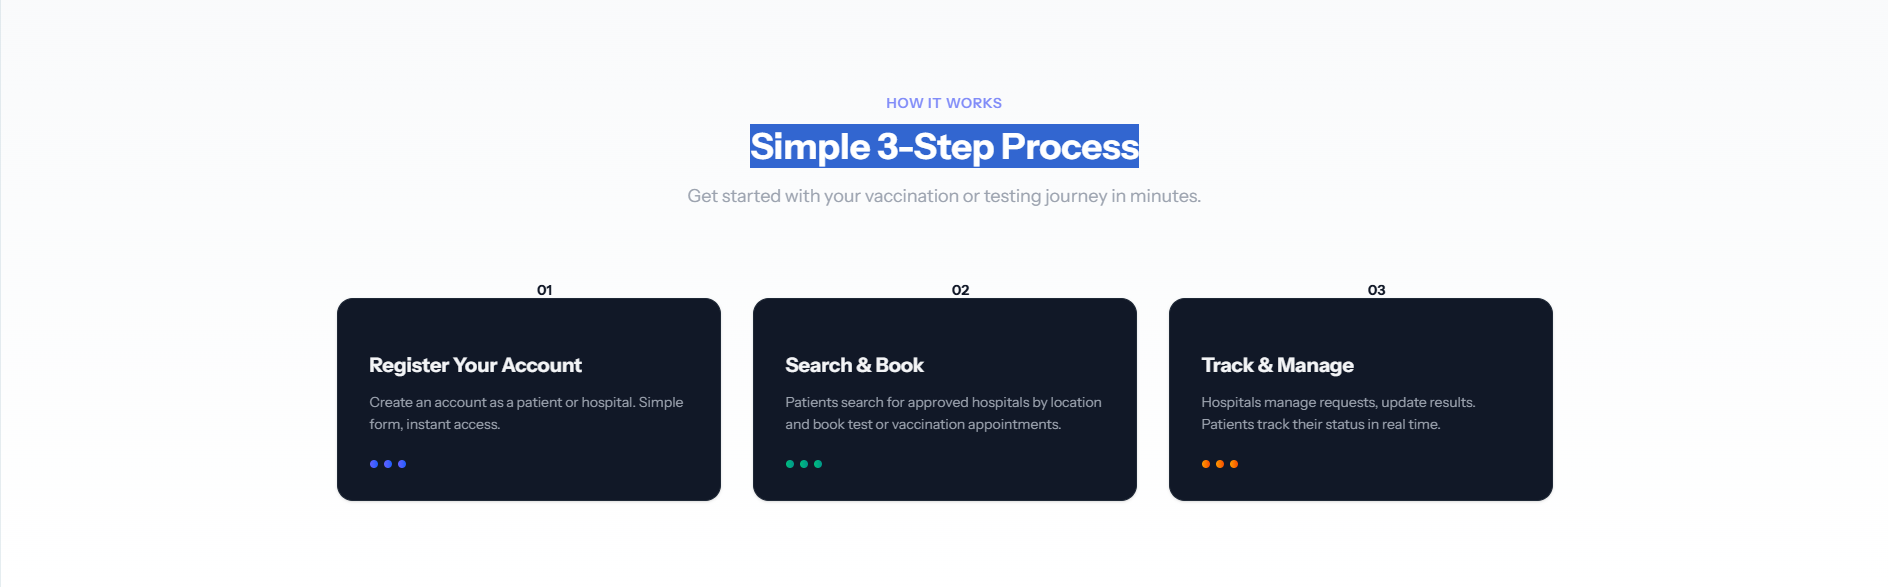 HOW IT WORKS
Simple 3-Step Process
Get started with your vaccination or testing journey in minutes.
01
Register Your Account
Create an account as a patient or hospital. Simple
form, instant access.
02
Search & Book
Patients search for approved hospitals by location
and book test or vaccination appointments.
03
Track & Manage
Hospitals manage requests, update results.
Patients track their status in real time.